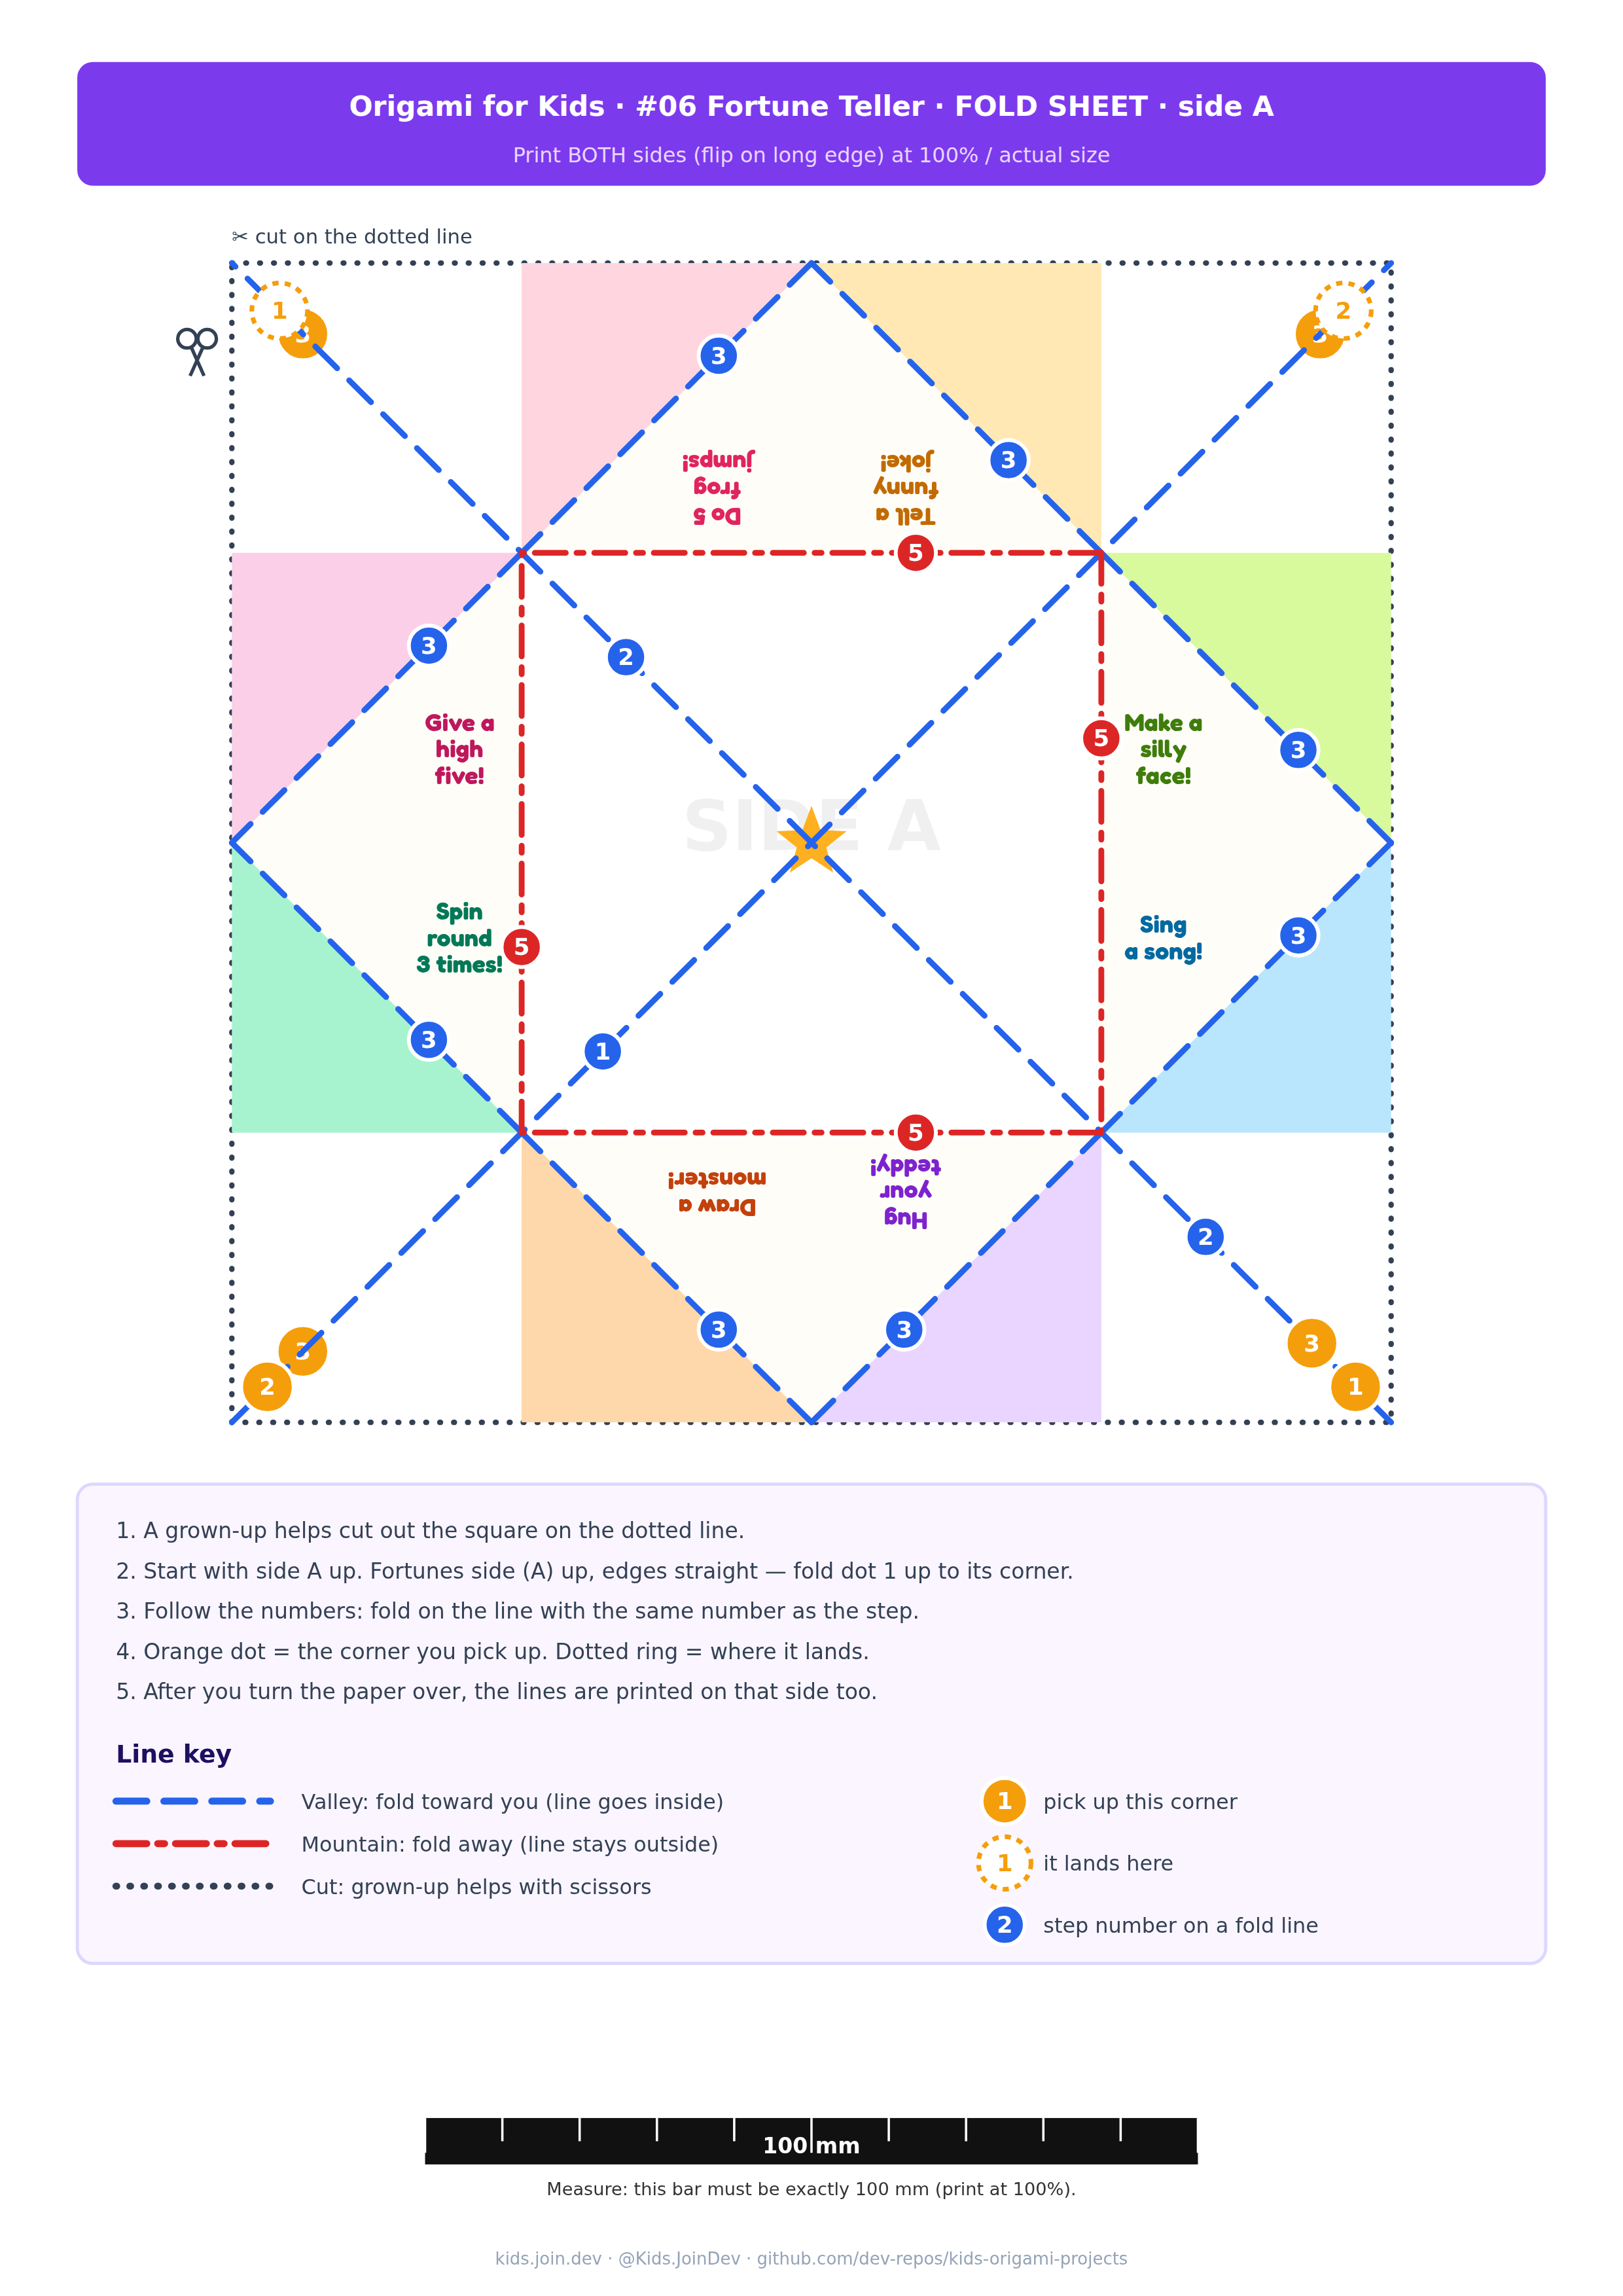 Origami for Kids · #06 Fortune Teller · FOLD SHEET · side A
Print BOTH sides (flip on long edge) at 100% / actual size
✂ cut on the dotted line
1
2
3
3
3
3
Do 5
frog
jumps!
Tell a
funny
joke!
5
3
2
Give a
high
five!
5
Make a
silly
face!
3
SIDE A
Spin
round
3 times!
5
Sing
a song!
3
3
1
5
Draw a
monster!
Hug
your
teddy!
2
3
3
3
3
2
1
1. A grown-up helps cut out the square on the dotted line.
2. Start with side A up. Fortunes side (A) up, edges straight — fold dot 1 up to its corner.
3. Follow the numbers: fold on the line with the same number as the step.
4. Orange dot = the corner you pick up. Dotted ring = where it lands.
5. After you turn the paper over, the lines are printed on that side too.
Line key
Valley: fold toward you (line goes inside)
Mountain: fold away (line stays outside)
Cut: grown-up helps with scissors
1 pick up this corner
1 it lands here
2 step number on a fold line
100 mm
Measure: this bar must be exactly 100 mm (print at 100%).
kids.join.dev · @Kids.JoinDev · github.com/dev-repos/kids-origami-projects